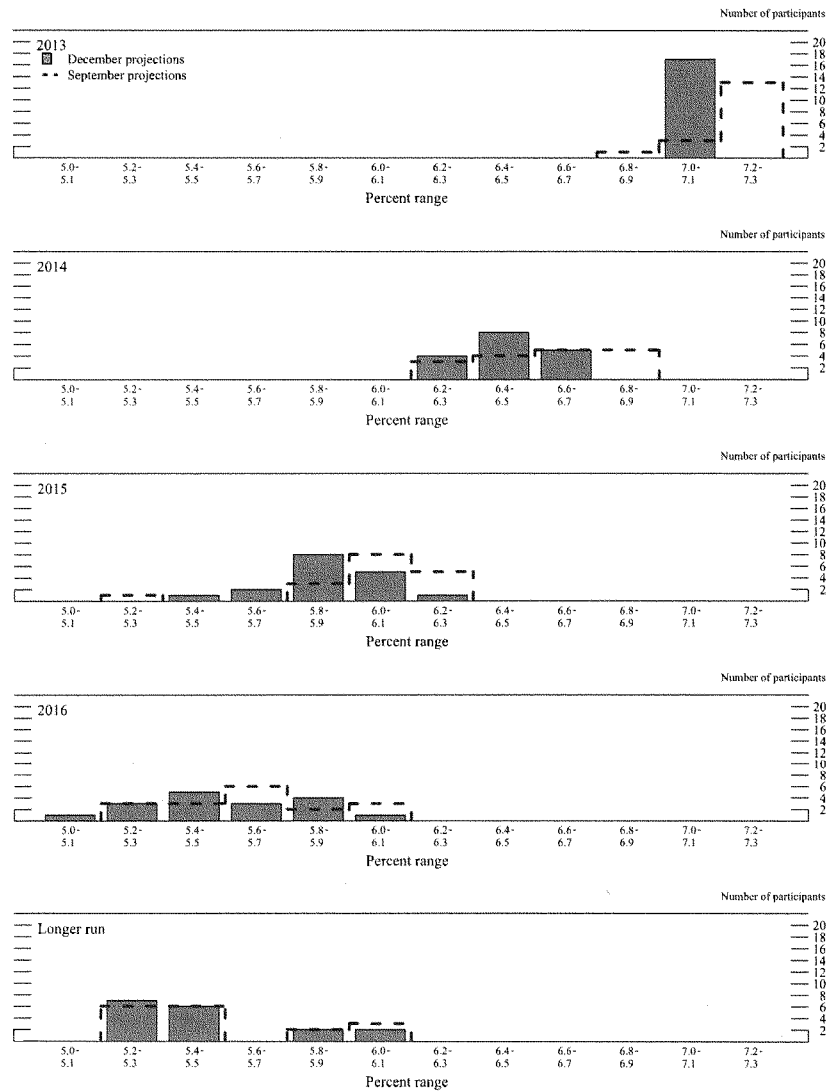 Number of participants
2013
December projections
September projections
20
18
16
14
12
10
8
6
4
2
5.0- 5.2- 5.4- 5.6- 5.8- 6.0- 6.2- 6.4- 6.6- 6.8- 7.0- 7.2-
5.1 5.3 5.5 5.7 5.9 6.1 6.3 6.5 6.7 6.9 7.1 7.3
Percent range
Number of participants
2014
20
18
16
14
12
10
8
6
4
2
5.0- 5.2- 5.4- 5.6- 5.8- 6.0- 6.2- 6.4- 6.6- 6.8- 7.0- 7.2-
5.1 5.3 5.5 5.7 5.9 6.1 6.3 6.5 6.7 6.9 7.1 7.3
Percent range
Number of participants
2015
20
18
16
14
12
10
8
6
4
2
5.0- 5.2- 5.4- 5.6- 5.8- 6.0- 6.2- 6.4- 6.6- 6.8- 7.0- 7.2-
5.1 5.3 5.5 5.7 5.9 6.1 6.3 6.5 6.7 6.9 7.1 7.3
Percent range
Number of participants
2016
20
18
16
14
12
10
8
6
4
2
5.0- 5.2- 5.4- 5.6- 5.8- 6.0- 6.2- 6.4- 6.6- 6.8- 7.0- 7.2-
5.1 5.3 5.5 5.7 5.9 6.1 6.3 6.5 6.7 6.9 7.1 7.3
Percent range
Number of participants
Longer run
20
18
16
14
12
10
8
6
4
2
5.0- 5.2- 5.4- 5.6- 5.8- 6.0- 6.2- 6.4- 6.6- 6.8- 7.0- 7.2-
5.1 5.3 5.5 5.7 5.9 6.1 6.3 6.5 6.7 6.9 7.1 7.3
Percent range